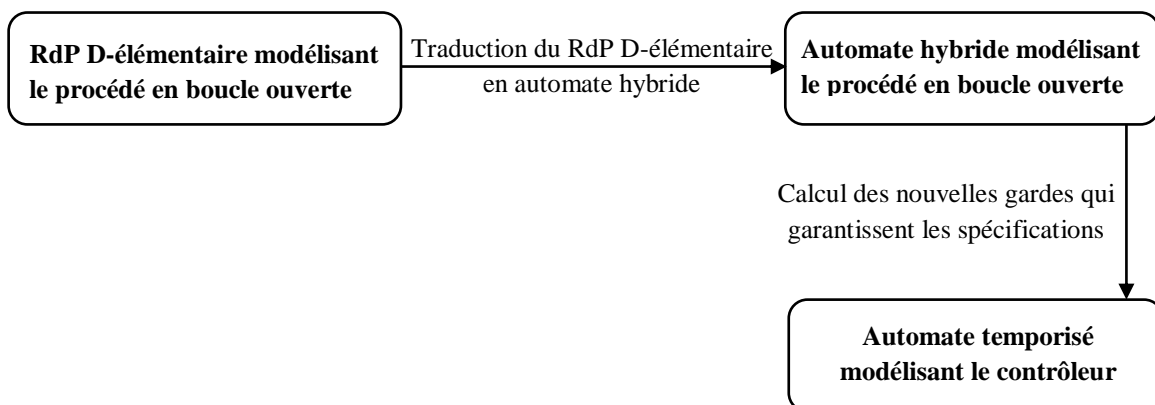 RdP D-élémentaire modélisant
le procédé en boucle ouverte
Traduction du RdP D-élémentaire
en automate hybride
Automate hybride modélisant
le procédé en boucle ouverte
Calcul des nouvelles gardes qui
garantissent les spécifications
Automate temporisé
modélisant le contrôleur